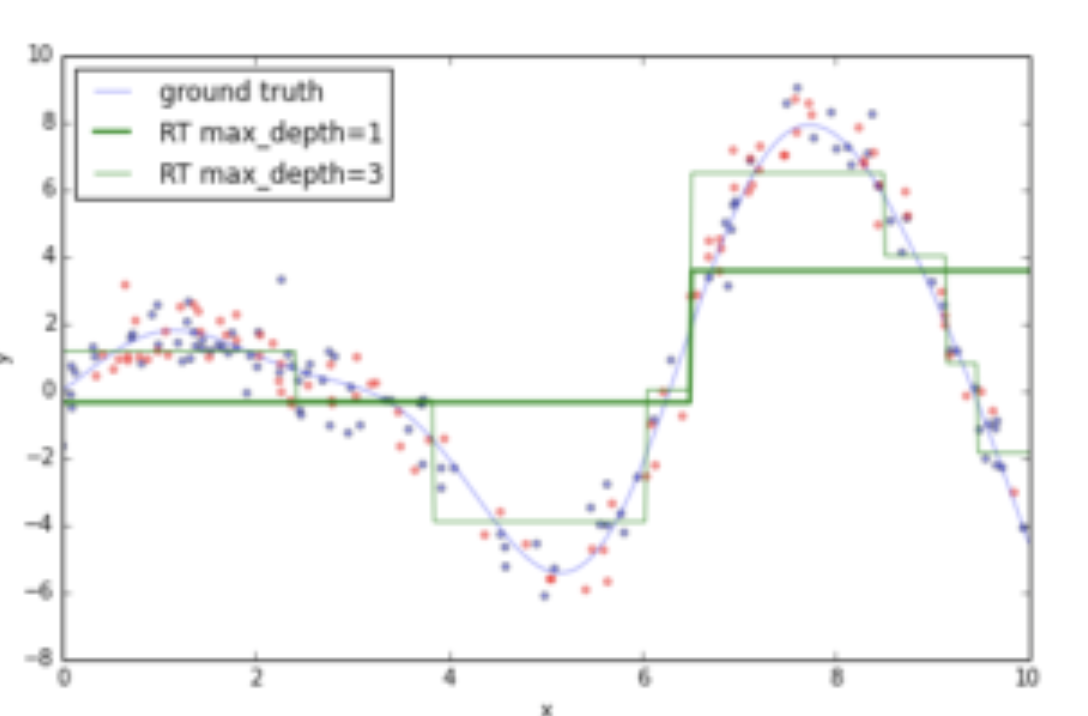 10
8
6
4
2
0
−2
−4
−6
−8
ground truth
RT max_depth=1
RT max_depth=3
0 2 4 6 8 10
x
y